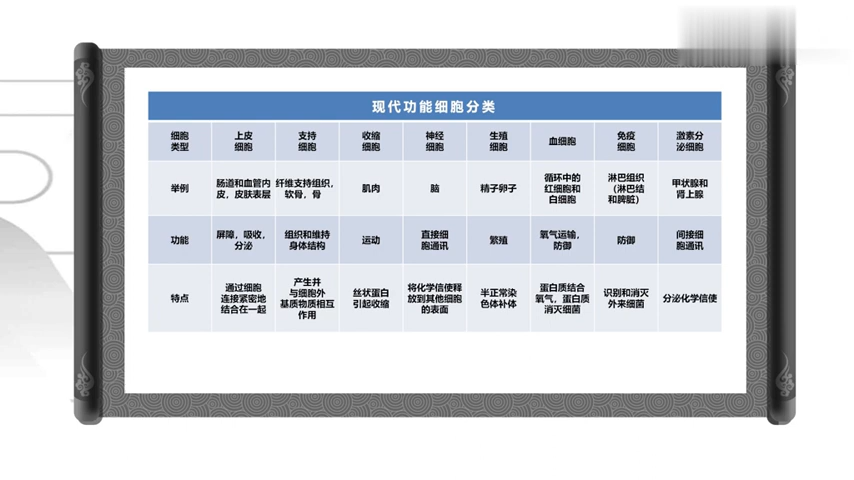 现代功能细胞分类
细胞
类型
上皮
细胞
支持
细胞
收缩
细胞
神经
细胞
生殖
细胞
血细胞
免疫
细胞
激素分
泌细胞
举例
肠道和血管内
皮，皮肤表层
纤维支持组织，
软骨，骨
肌肉
脑
精子卵子
循环中的
红细胞和
白细胞
淋巴组织
（淋巴结
和脾脏）
甲状腺和
肾上腺
功能
屏障，吸收，
分泌
组织和维持
身体结构
运动
直接细
胞通讯
繁殖
氧气运输，
防御
防御
间接细
胞通讯
特点
通过细胞
连接紧密地
结合在一起
产生并
与细胞外
基质物质相互
作用
丝状蛋白
引起收缩
将化学信使释
放到其他细胞
的表面
半正常染
色体补体
蛋白质结合
氧气，蛋白质
消灭细菌
识别和消灭
外来细菌
分泌化学信使